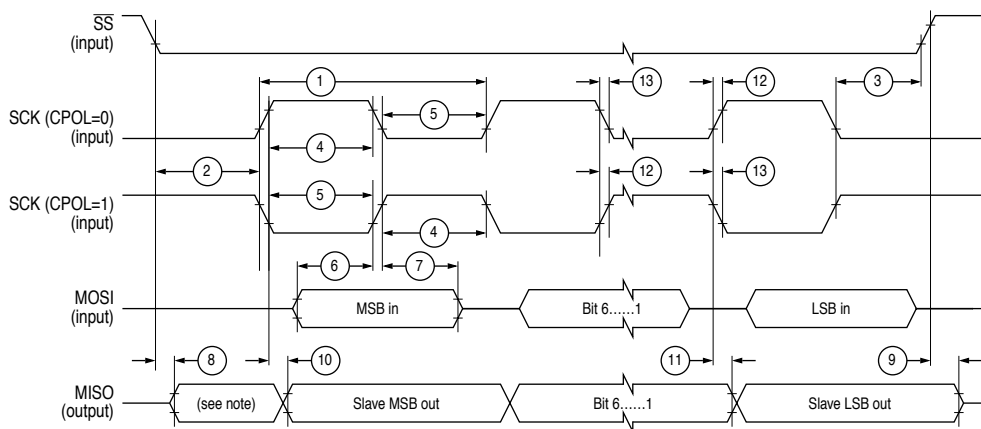 SS
(input)
1
13
12
3
SCK (CPOL=0)
(input)
5
4
2
12
13
SCK (CPOL=1)
(input)
5
4
6
7
MOSI
(input)
MSB in
Bit 6......1
LSB in
8
10
11
9
MISO
(output)
(see note)
Slave MSB out
Bit 6......1
Slave LSB out